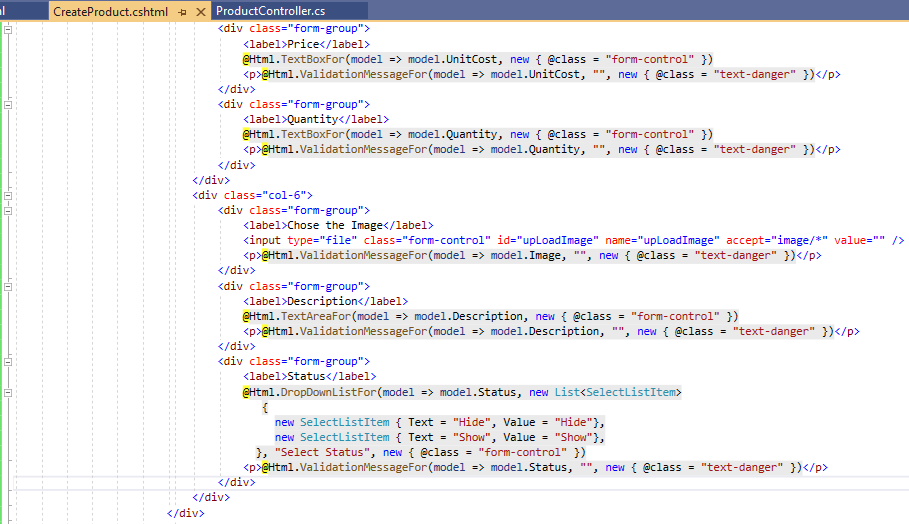 l CreateProduct.cshtml ProductController.cs
<div class="form-group">
<label>Price</label>
@Html.TextBoxFor(model => model.UnitCost, new { @class = "form-control" })
<p>@Html.ValidationMessageFor(model => model.UnitCost, "", new { @class = "text-danger" })</p>
</div>
<div class="form-group">
<label>Quantity</label>
@Html.TextBoxFor(model => model.Quantity, new { @class = "form-control" })
<p>@Html.ValidationMessageFor(model => model.Quantity, "", new { @class = "text-danger" })</p>
</div>
</div>
<div class="col-6">
<div class="form-group">
<label>Chose the Image</label>
<input type="file" class="form-control" id="upLoadImage" name="upLoadImage" accept="image/*" value="" />
<p>@Html.ValidationMessageFor(model => model.Image, "", new { @class = "text-danger" })</p>
</div>
<div class="form-group">
<label>Description</label>
@Html.TextAreaFor(model => model.Description, new { @class = "form-control" })
<p>@Html.ValidationMessageFor(model => model.Description, "", new { @class = "text-danger" })</p>
</div>
<div class="form-group">
<label>Status</label>
@Html.DropDownListFor(model => model.Status, new List<SelectListItem>
{
new SelectListItem { Text = "Hide", Value = "Hide"},
new SelectListItem { Text = "Show", Value = "Show"},
}, "Select Status", new { @class = "form-control" })
<p>@Html.ValidationMessageFor(model => model.Status, "", new { @class = "text-danger" })</p>
</div>
</div>
</div>